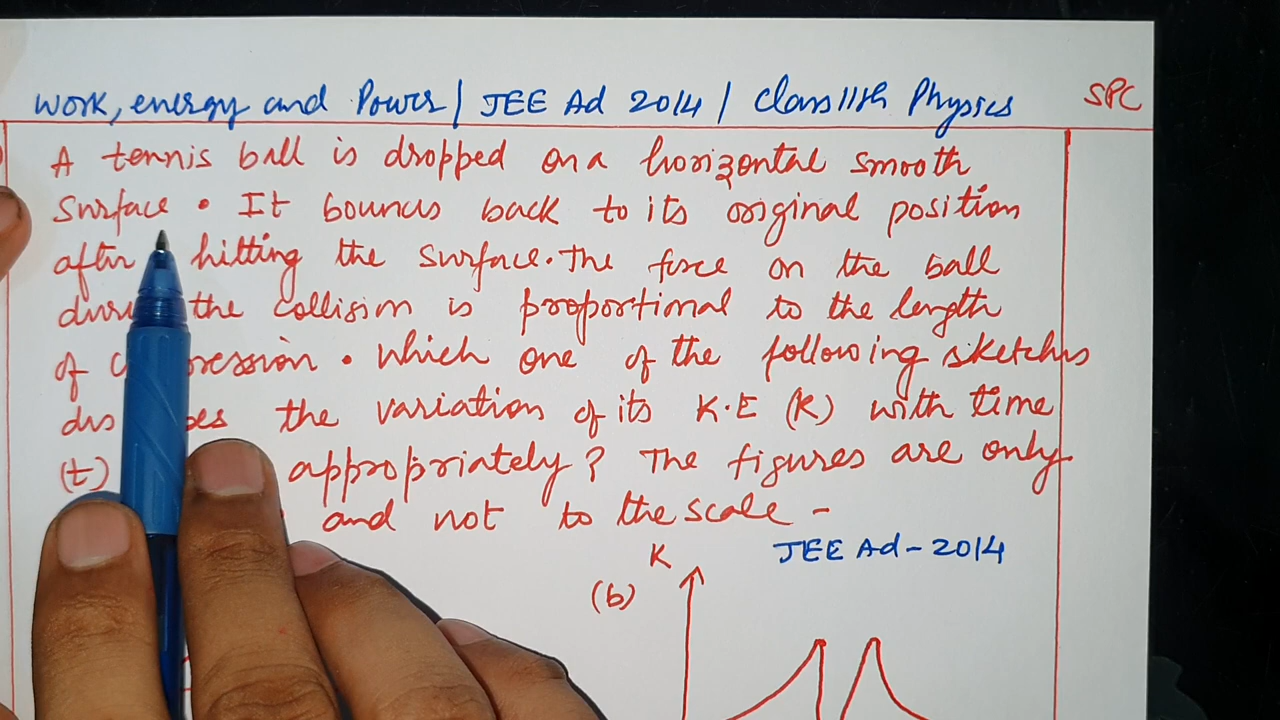 work, energy and Power / JEE Ad 2014 / Class 11th Physics
SPC
A tennis ball is dropped on a horizontal smooth
surface. It bouncs back to its original position
after hitting the surface. The force on the ball
the collision is proportional to the length
of . which one of the following sketches
the variation of its K.E (K) with time
(t) appropriately? The figures are only
and not to the scale -
JEE Ad - 2014
K
(b)